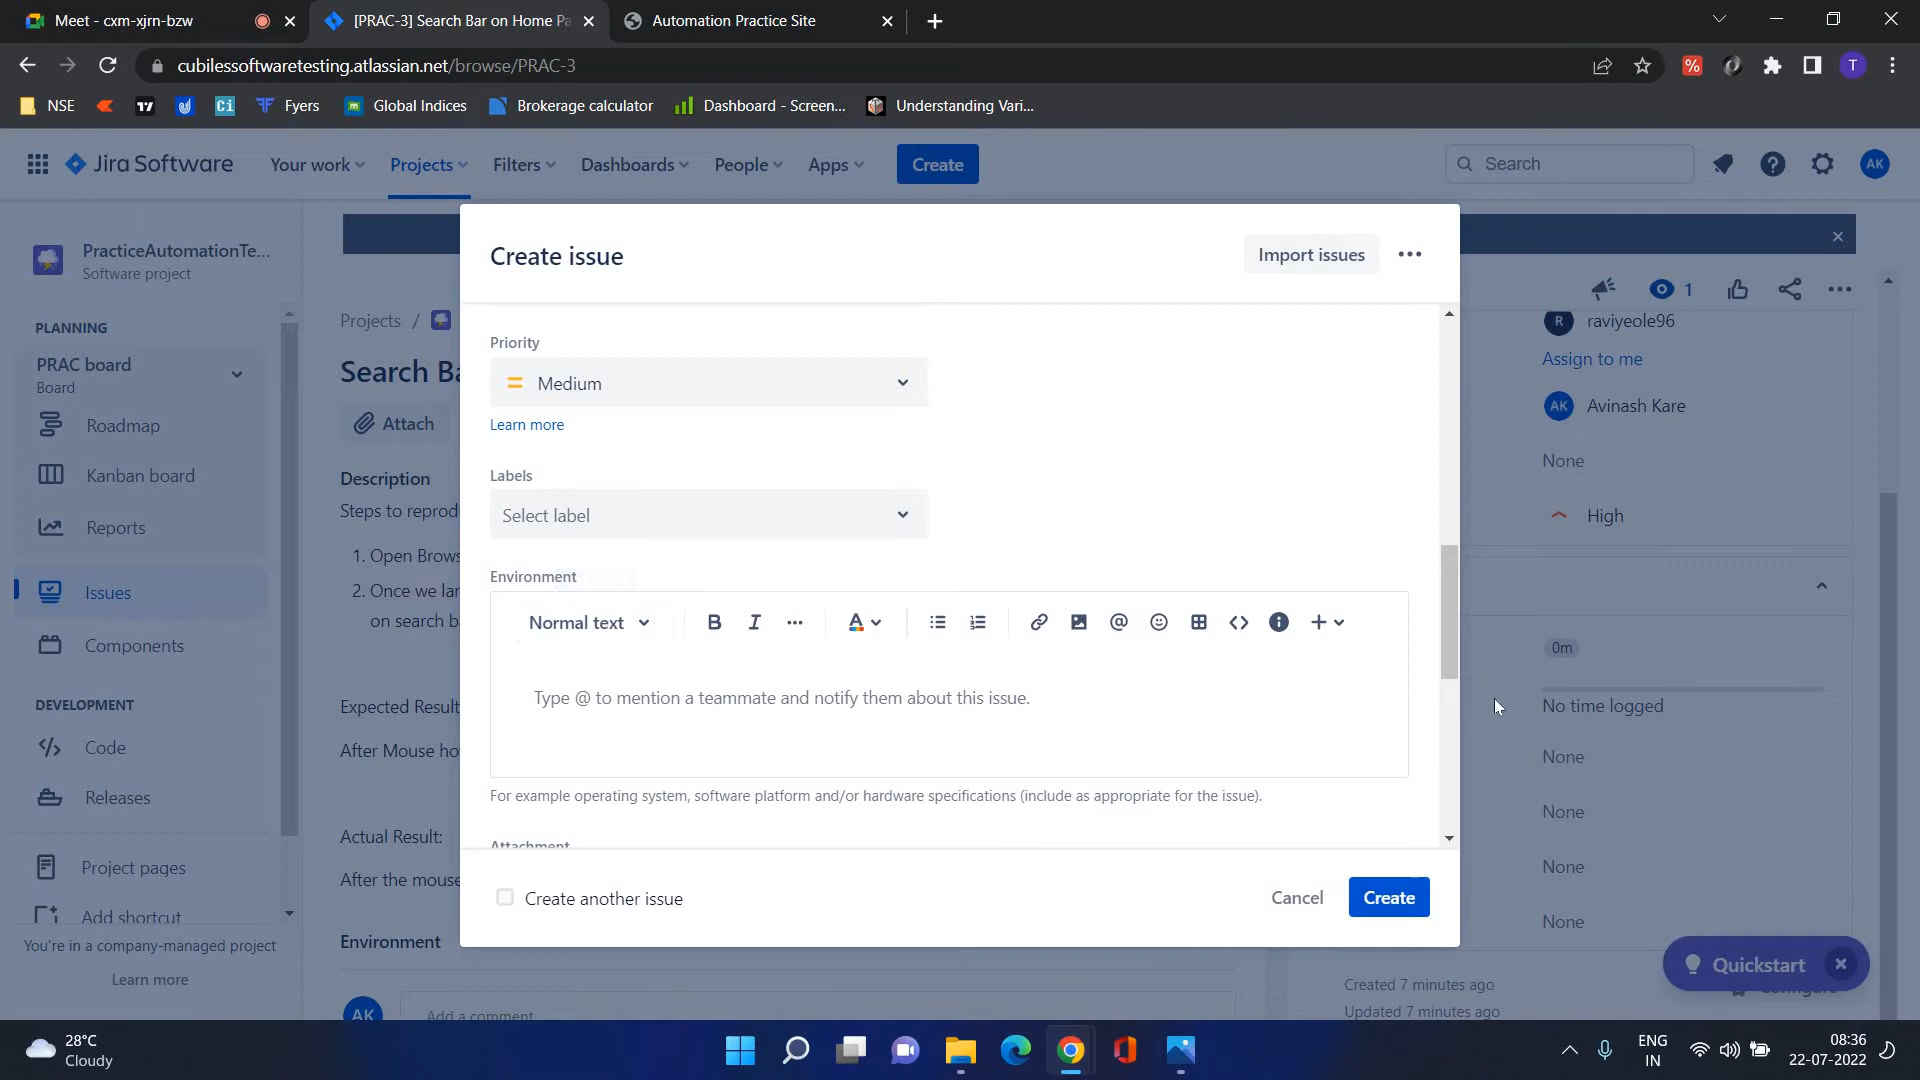 Meet - cxm-xjrn-bzw
[PRAC-3] Search Bar on Home Pa
Automation Practice Site
cubilessoftwaretesting.atlassian.net/browse/PRAC-3
T
NSE
Ci
Fyers
Global Indices
Brokerage calculator
Dashboard - Screen...
Understanding Vari...
Jira Software
Your work
Projects
Filters
Dashboards
People
Apps
Create
Search
AK
PracticeAutomationTe...
Software project
PLANNING
PRAC board
Board
Roadmap
Kanban board
Reports
Issues
Components
DEVELOPMENT
Code
Releases
Project pages
Add shortcut
You're in a company-managed project
Learn more
Projects /
Search Ba
Attach
Description
Steps to reprod
1. Open Brows
2. Once we lan
on search b
Expected Result
After Mouse ho
Actual Result:
After the mouse
Environment
AK
Add a comment
Create issue
Import issues
Priority
Medium
Learn more
Labels
Select label
Environment
Normal text
Type @ to mention a teammate and notify them about this issue.
For example operating system, software platform and/or hardware specifications (include as appropriate for the issue).
Attachment
Create another issue
Cancel
Create
1
R raviyeole96
Assign to me
AK Avinash Kare
None
High
0m
No time logged
None
None
None
None
Quickstart
Created 7 minutes ago
Updated 7 minutes ago
28°C
Cloudy
ENG
IN
08:36
22-07-2022